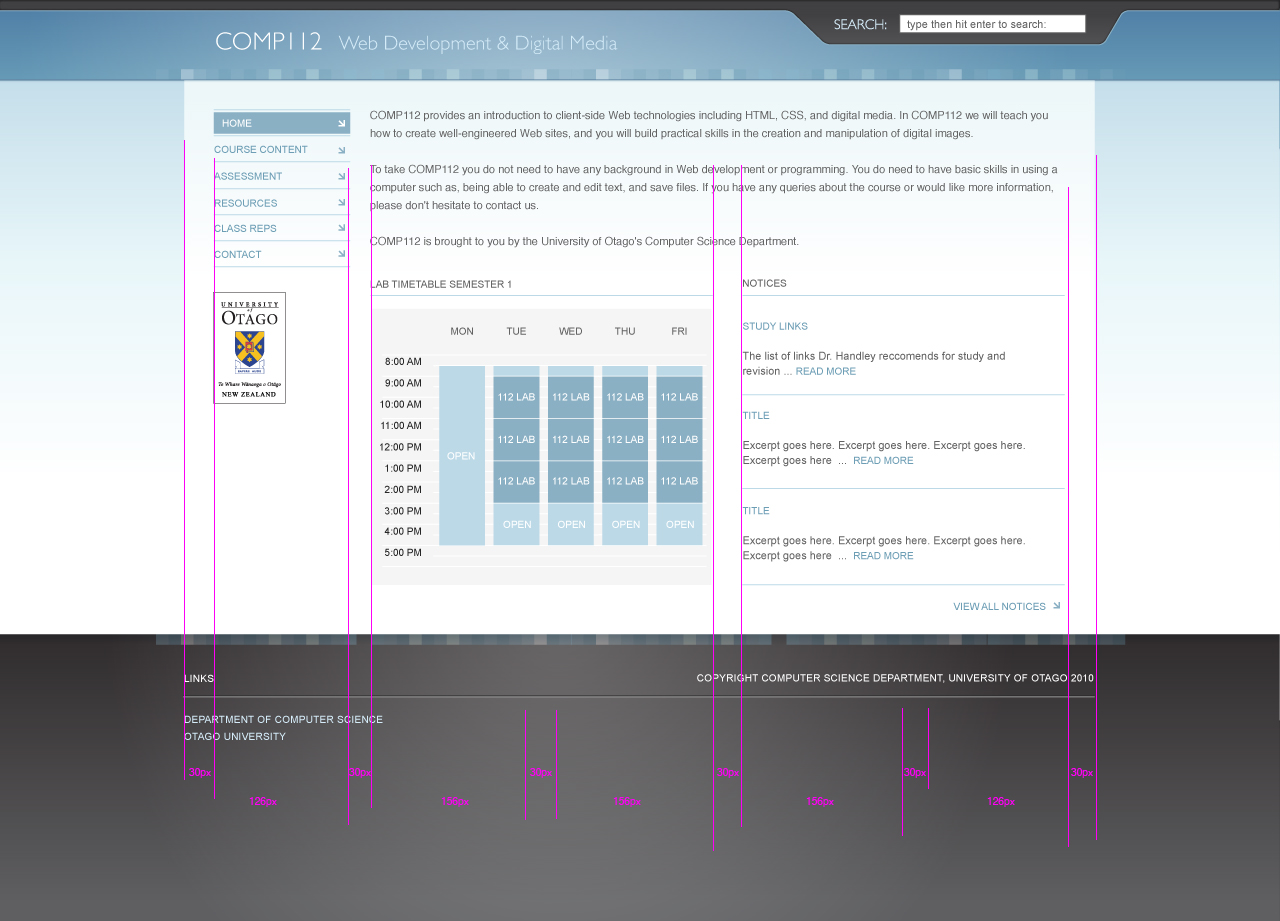 SEARCH: type then hit enter to search:
COMP112 Web Development & Digital Media
HOME
COURSE CONTENT
ASSESSMENT
RESOURCES
CLASS REPS
CONTACT
UNIVERSITY
of
OTAGO
Te Whare Wānanga o Otāgo
NEW ZEALAND
COMP112 provides an introduction to client-side Web technologies including HTML, CSS, and digital media. In COMP112 we will teach you
how to create well-engineered Web sites, and you will build practical skills in the creation and manipulation of digital images.
To take COMP112 you do not need to have any background in Web development or programming. You do need to have basic skills in using a
computer such as, being able to create and edit text, and save files. If you have any queries about the course or would like more information,
please don't hesitate to contact us.
COMP112 is brought to you by the University of Otago's Computer Science Department.
LAB TIMETABLE SEMESTER 1
MON TUE WED THU FRI
8:00 AM
9:00 AM
112 LAB 112 LAB 112 LAB 112 LAB
10:00 AM
11:00 AM
112 LAB 112 LAB 112 LAB 112 LAB
12:00 PM
OPEN
1:00 PM
112 LAB 112 LAB 112 LAB 112 LAB
2:00 PM
3:00 PM
OPEN OPEN OPEN OPEN
4:00 PM
5:00 PM
NOTICES
STUDY LINKS
The list of links Dr. Handley reccomends for study and
revision ... READ MORE
TITLE
Excerpt goes here. Excerpt goes here. Excerpt goes here.
Excerpt goes here ... READ MORE
TITLE
Excerpt goes here. Excerpt goes here. Excerpt goes here.
Excerpt goes here ... READ MORE
VIEW ALL NOTICES
LINKS
COPYRIGHT COMPUTER SCIENCE DEPARTMENT, UNIVERSITY OF OTAGO 2010
DEPARTMENT OF COMPUTER SCIENCE
OTAGO UNIVERSITY
30px 30px 30px 30px 30px 30px
126px 156px 156px 156px 126px